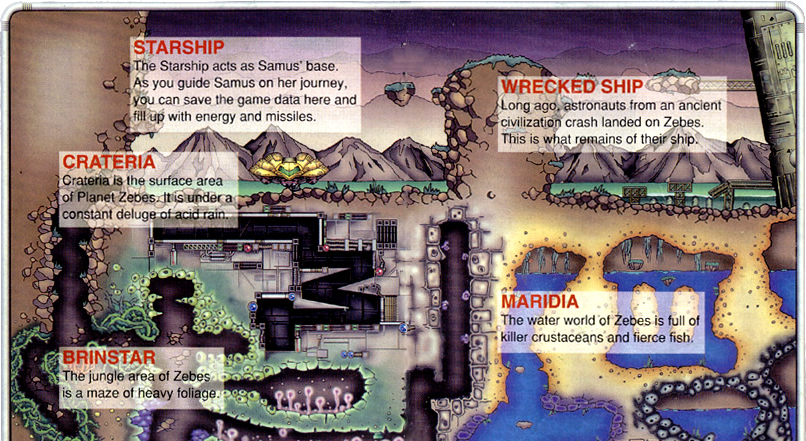 STARSHIP
The Starship acts as Samus' base.
As you guide Samus on her journey,
you can save the game data here and
fill up with energy and missiles.
WRECKED SHIP
Long ago, astronauts from an ancient
civilization crash landed on Zebes.
This is what remains of their ship.
CRATERIA
Crateria is the surface area
of Planet Zebes. It is under a
constant deluge of acid rain.
MARIDIA
The water world of Zebes is full of
killer crustaceans and fierce fish.
BRINSTAR
The jungle area of Zebes
is a maze of heavy foliage.